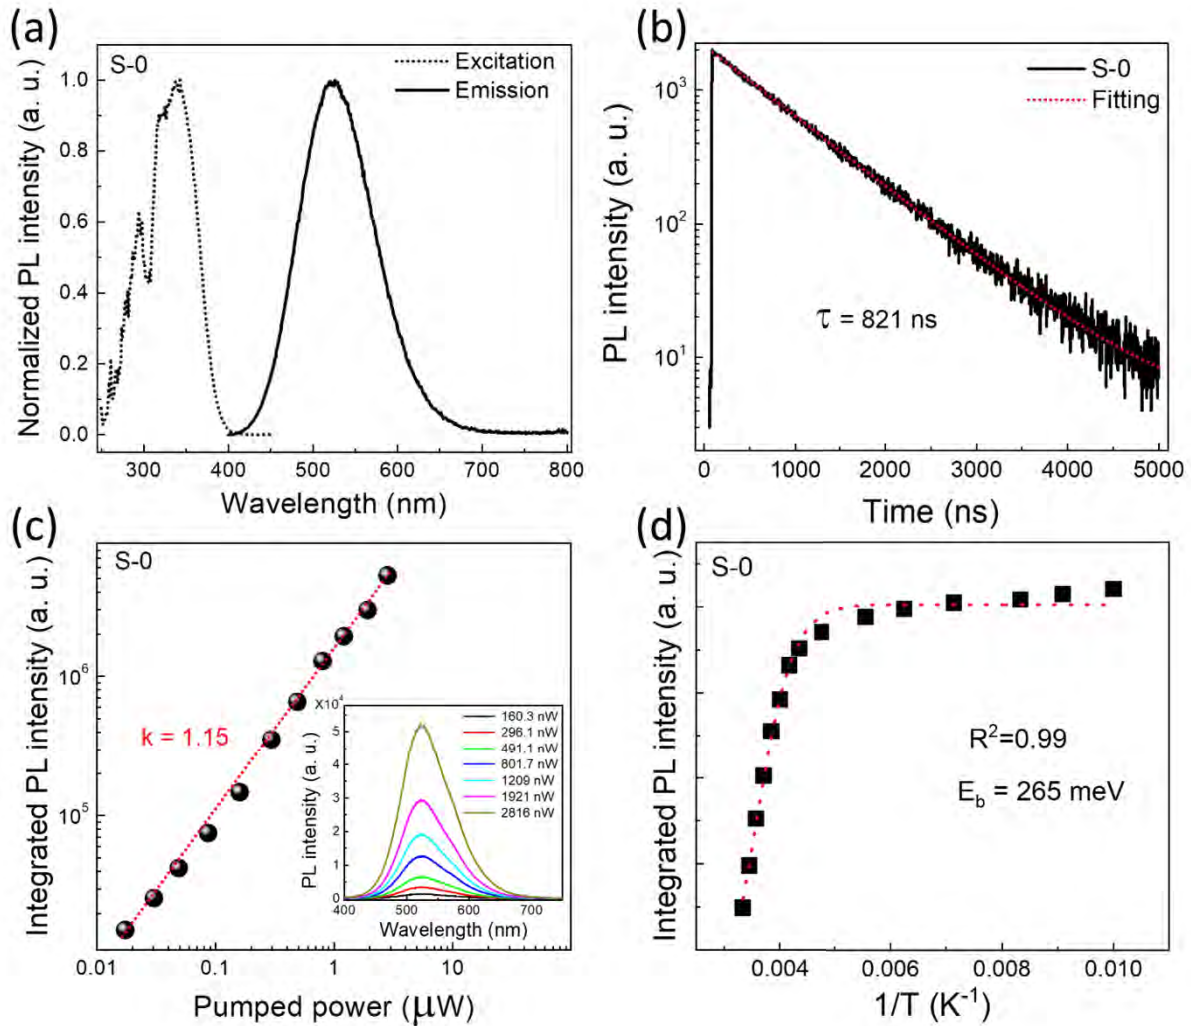 (a)
S-0
Excitation
Emission
Normalized PL intensity (a. u.)
1.0
0.8
0.6
0.4
0.2
0.0
300 400 500 600 700 800
Wavelength (nm)
(b)
S-0
Fitting
PL intensity (a. u.)
10³
10²
10¹
τ = 821 ns
0 1000 2000 3000 4000 5000
Time (ns)
(c)
S-0
Integrated PL intensity (a. u.)
10⁶
10⁵
k = 1.15
0.01 0.1 1 10
Pumped power (μW)
X10⁴
PL intensity (a. u.)
5
4
3
2
1
0
160.3 nW
296.1 nW
491.1 nW
801.7 nW
1209 nW
1921 nW
2816 nW
400 500 600 700
Wavelength (nm)
(d)
S-0
Integrated PL intensity (a. u.)
R²=0.99
E_b = 265 meV
0.004 0.006 0.008 0.010
1/T (K⁻¹)